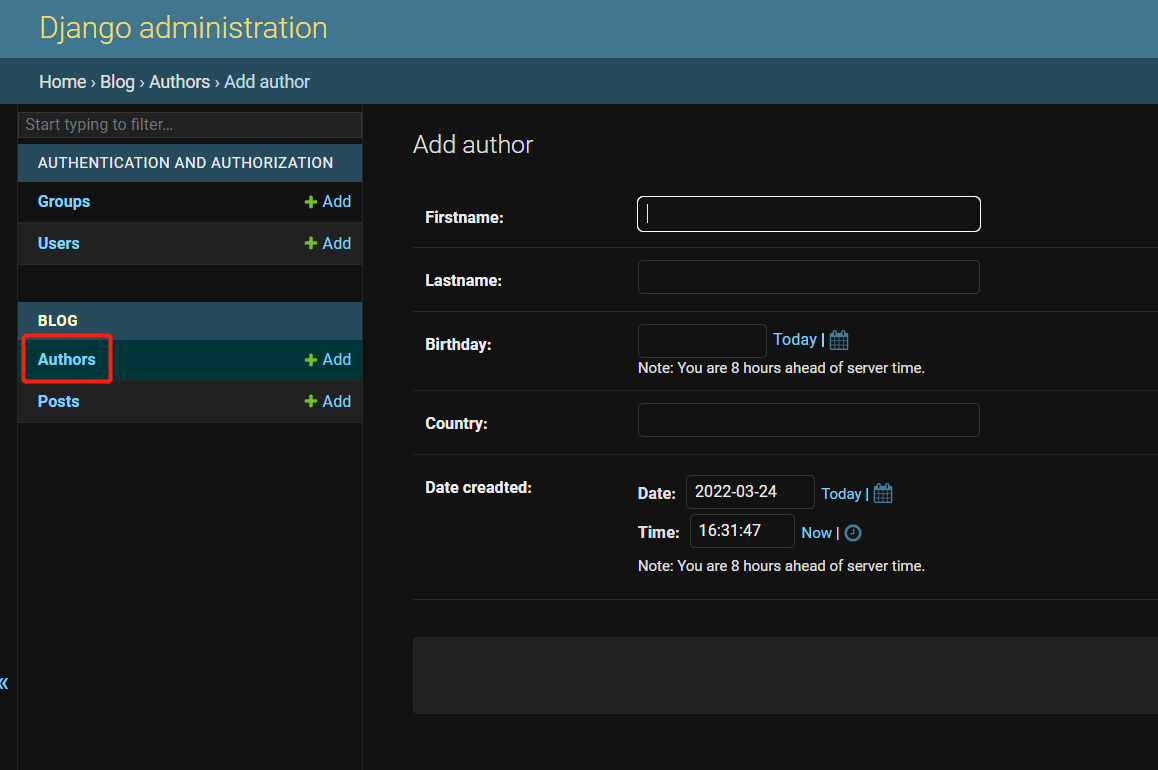 Django administration
Home › Blog › Authors › Add author
Start typing to filter...
AUTHENTICATION AND AUTHORIZATION
Groups + Add
Users + Add
BLOG
Authors + Add
Posts + Add
«
Add author
Firstname:
Lastname:
Birthday: Today |
Note: You are 8 hours ahead of server time.
Country:
Date creadted: Date: 2022-03-24 Today |
Time: 16:31:47 Now |
Note: You are 8 hours ahead of server time.